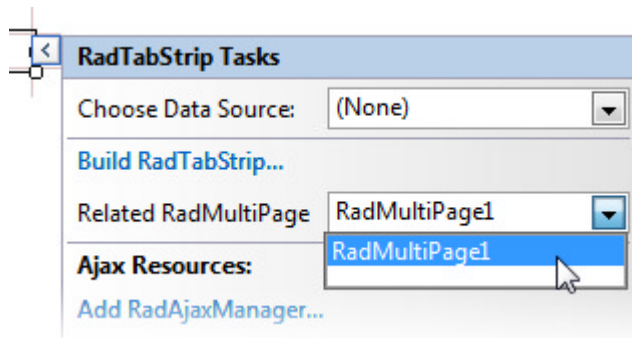 RadTabStrip Tasks
Choose Data Source: (None)
Build RadTabStrip...
Related RadMultiPage RadMultiPage1
RadMultiPage1
Ajax Resources:
Add RadAjaxManager...